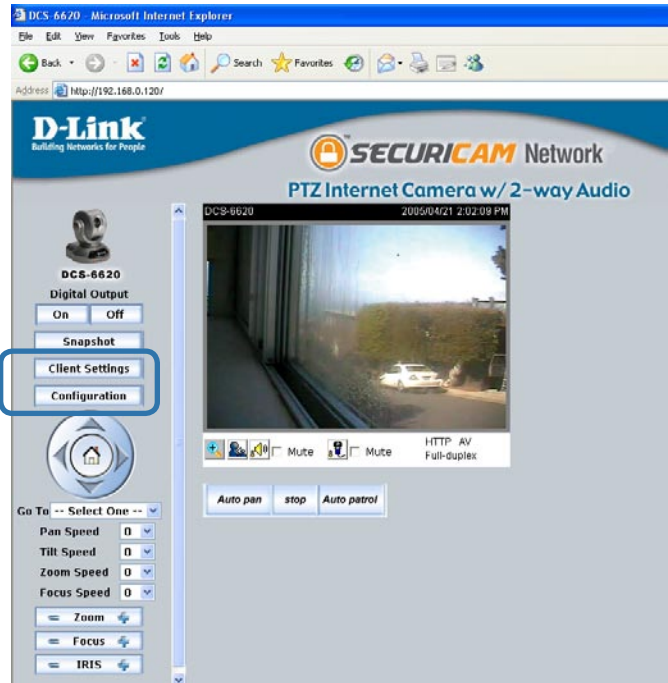 DCS-6620 - Microsoft Internet Explorer
File Edit View Favorites Tools Help
Back Search Favorites
Address http://192.168.0.120/
D-Link
Building Networks for People
SECURICAM Network
™
PTZ Internet Camera w/ 2-way Audio
DCS-6620 2005/04/21 2:02:09 PM
DCS-6620
Digital Output
On Off
Snapshot
Client Settings
Configuration
Mute Mute HTTP AV
Full-duplex
Auto pan stop Auto patrol
Go To -- Select One --
Pan Speed 0
Tilt Speed 0
Zoom Speed 0
Focus Speed 0
Zoom
Focus
IRIS